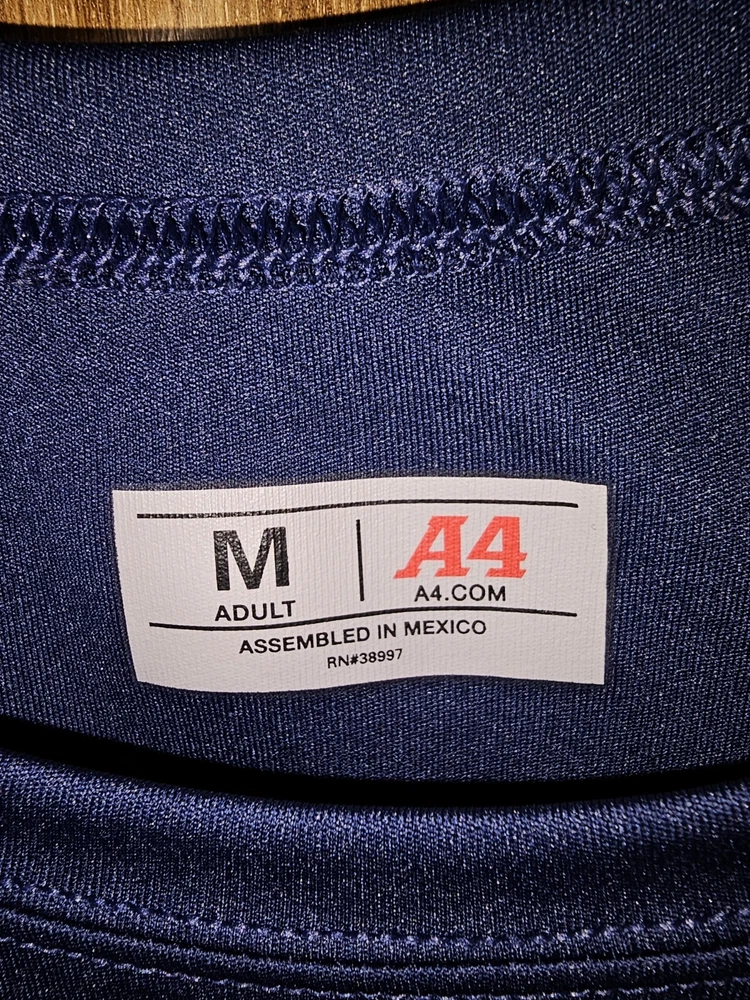 M
ADULT
A4
A4.COM
ASSEMBLED IN MEXICO
RN#38997